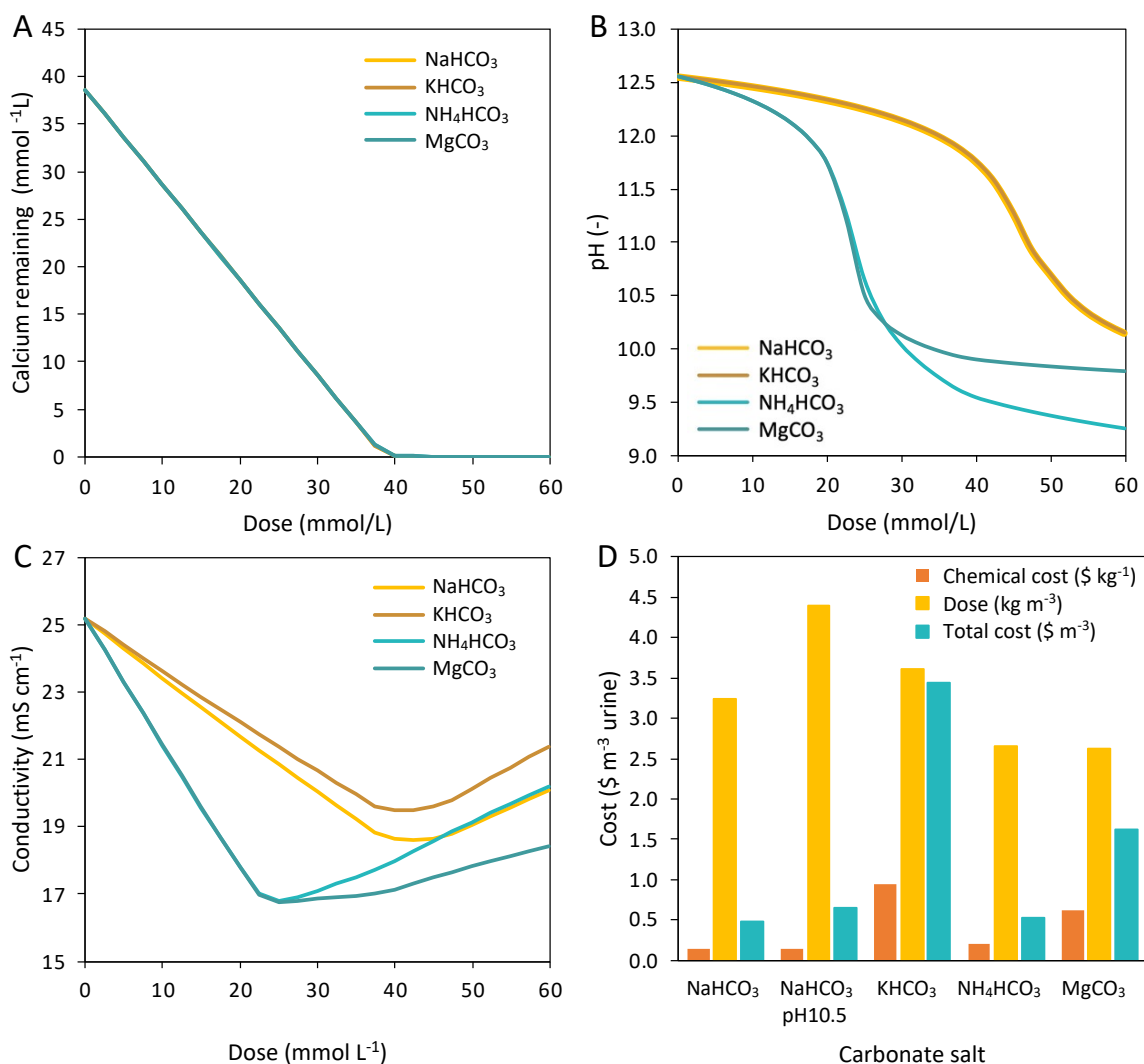 A
Calcium remaining (mmol ⁻¹L)
45
40
35
30
25
20
15
10
5
0
0 10 20 30 40 50 60
Dose (mmol/L)
NaHCO₃
KHCO₃
NH₄HCO₃
MgCO₃
B
pH (-)
13.0
12.5
12.0
11.5
11.0
10.5
10.0
9.5
9.0
0 10 20 30 40 50 60
Dose (mmol/L)
NaHCO₃
KHCO₃
NH₄HCO₃
MgCO₃
C
Conductivity (mS cm⁻¹)
27
25
23
21
19
17
15
0 10 20 30 40 50 60
Dose (mmol L⁻¹)
NaHCO₃
KHCO₃
NH₄HCO₃
MgCO₃
D
Cost ($ m⁻³ urine)
5.0
4.5
4.0
3.5
3.0
2.5
2.0
1.5
1.0
0.5
0.0
Chemical cost ($ kg⁻¹)
Dose (kg m⁻³)
Total cost ($ m⁻³)
NaHCO₃ NaHCO₃ KHCO₃ NH₄HCO₃ MgCO₃
pH10.5
Carbonate salt